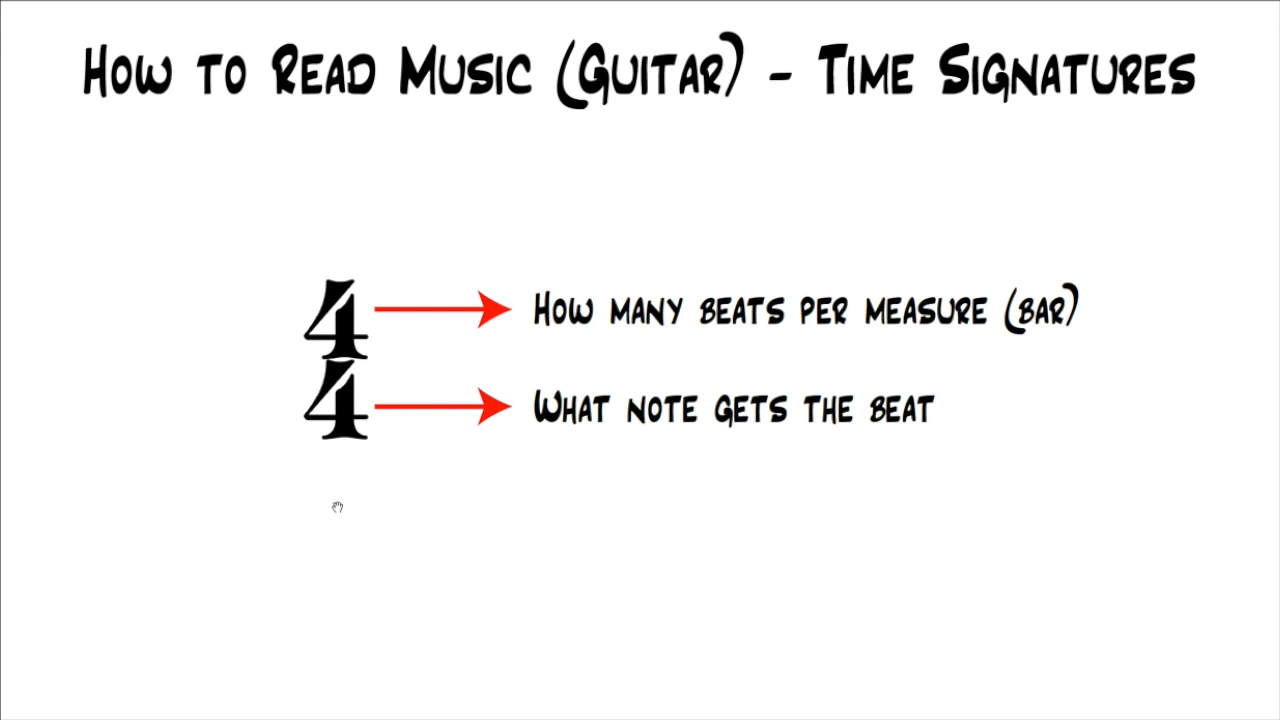 How to Read Music (Guitar) - Time Signatures
4 How many beats per measure (bar)
4 What note gets the beat